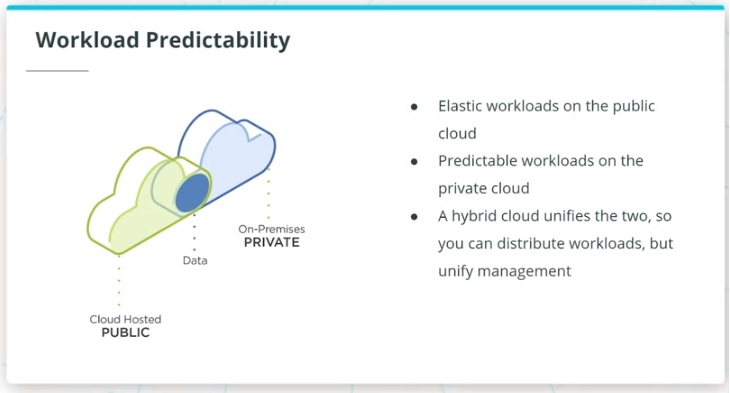 Workload Predictability
● Elastic workloads on the public
cloud
● Predictable workloads on the
private cloud
● A hybrid cloud unifies the two, so
you can distribute workloads, but
unify management
On-Premises
PRIVATE
Data
Cloud Hosted
PUBLIC